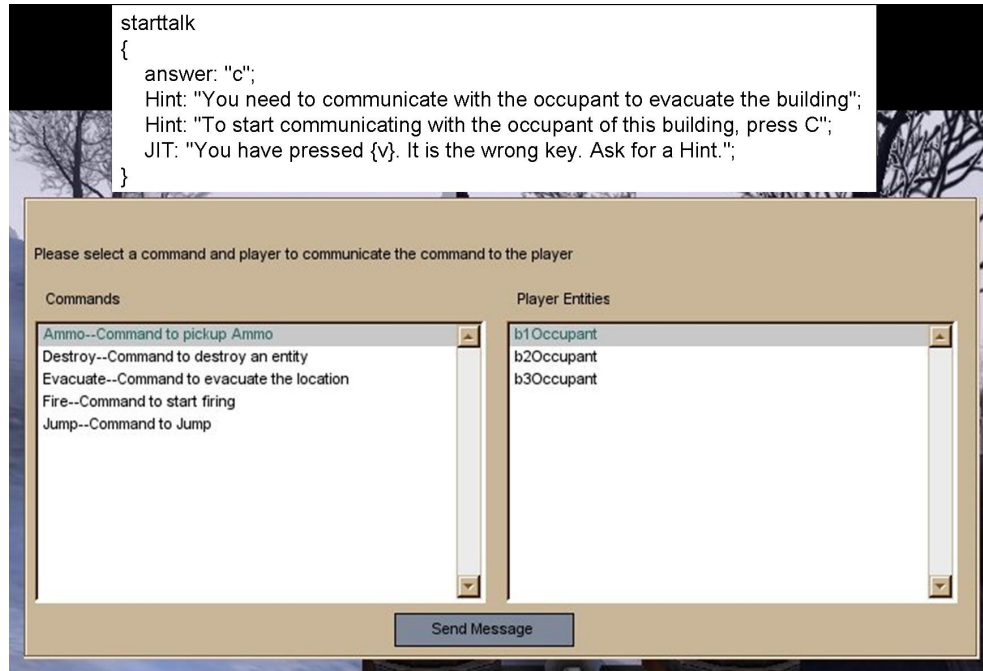 starttalk
{
answer: "c";
Hint: "You need to communicate with the occupant to evacuate the building";
Hint: "To start communicating with the occupant of this building, press C";
JIT: "You have pressed {v}. It is the wrong key. Ask for a Hint.";
}
Please select a command and player to communicate the command to the player
Commands
Ammo--Command to pickup Ammo
Destroy--Command to destroy an entity
Evacuate--Command to evacuate the location
Fire--Command to start firing
Jump--Command to Jump
Player Entities
b1Occupant
b2Occupant
b3Occupant
Send Message